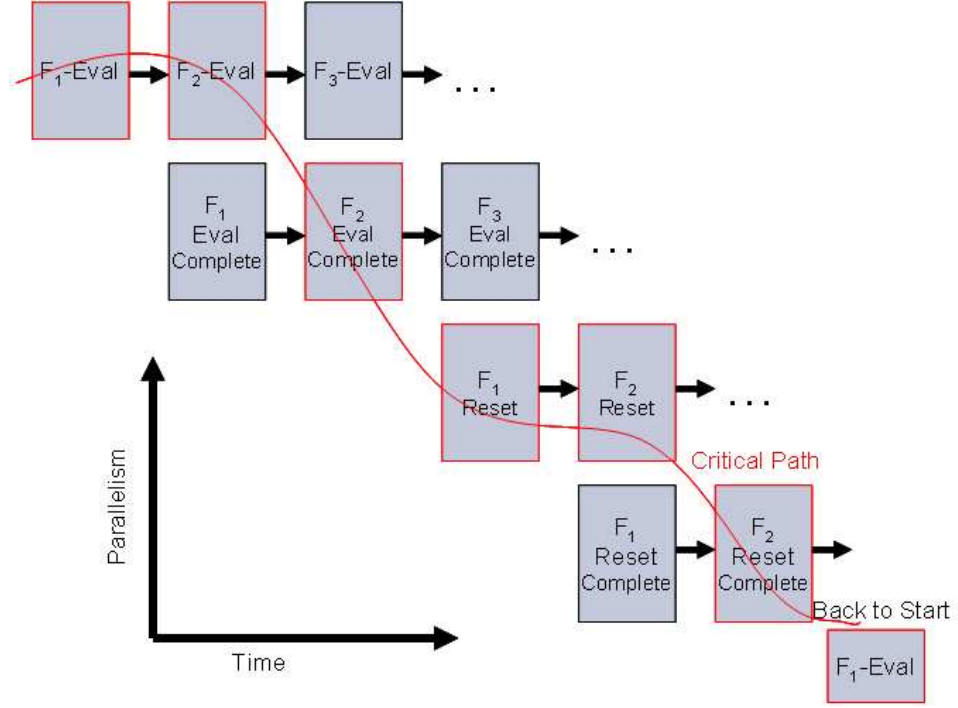 F₁-Eval
F₂-Eval
F₃-Eval
...
F₁
Eval
Complete
F₂
Eval
Complete
F₃
Eval
Complete
...
F₁
Reset
F₂
Reset
...
Critical Path
F₁
Reset
Complete
F₂
Reset
Complete
Back to Start
F₁-Eval
Parallelism
Time